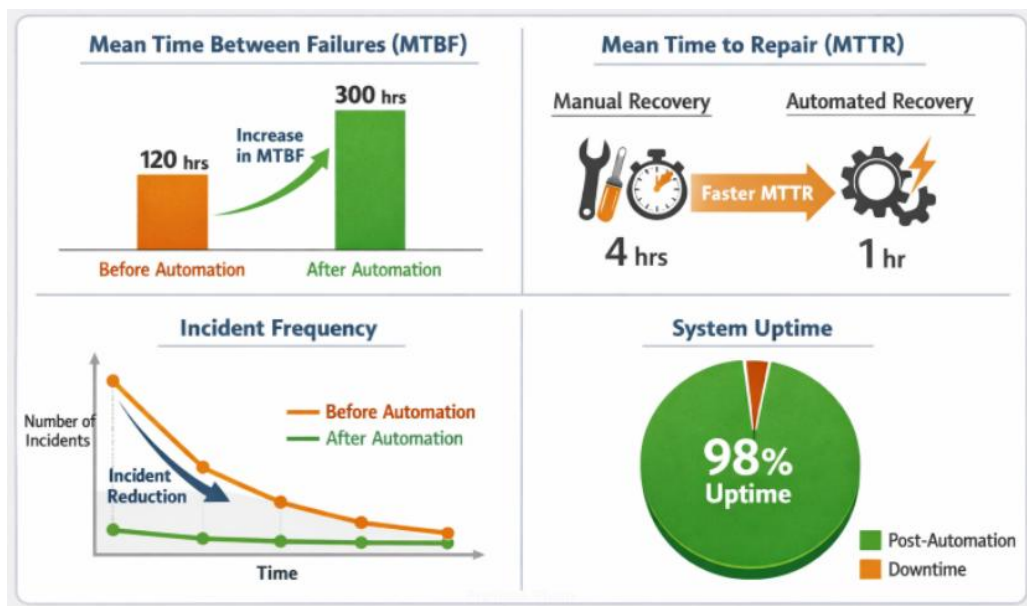 Mean Time Between Failures (MTBF)
300 hrs
Increase
in MTBF
120 hrs
Before Automation
After Automation
Mean Time to Repair (MTTR)
Manual Recovery
Automated Recovery
Faster MTTR
4 hrs
1 hr
Incident Frequency
Number of
Incidents
Before Automation
After Automation
Incident
Reduction
Time
System Uptime
98%
Uptime
Post-Automation
Downtime